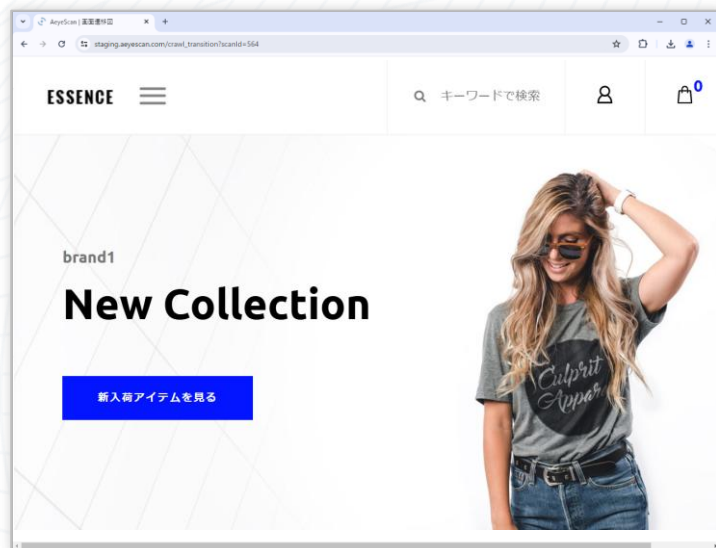 AeyeScan | 画面遷移図
staging.aeyescan.com/crawl_transition?scanId=564
ESSENCE
キーワードで検索
0
brand1
New Collection
新入荷アイテムを見る
Culprit
Appar